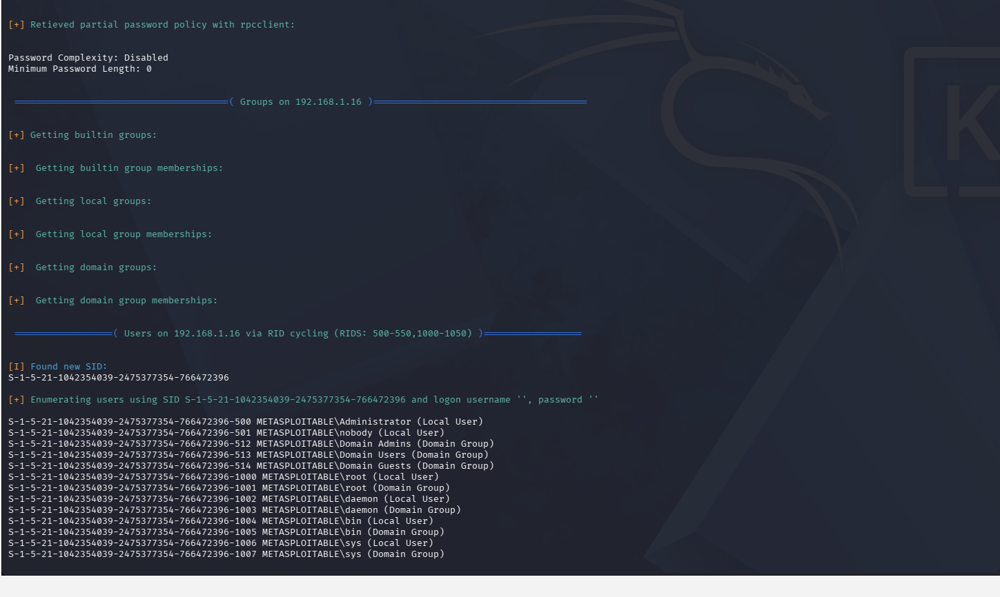 [+] Retieved partial password policy with rpcclient:
Password Complexity: Disabled
Minimum Password Length: 0
======================================( Groups on 192.168.1.16 )======================================
[+] Getting builtin groups:
[+]  Getting builtin group memberships:
[+]  Getting local groups:
[+]  Getting local group memberships:
[+]  Getting domain groups:
[+]  Getting domain group memberships:
=================( Users on 192.168.1.16 via RID cycling (RIDS: 500-550,1000-1050) )=================
[I] Found new SID:
S-1-5-21-1042354039-2475377354-766472396
[+] Enumerating users using SID S-1-5-21-1042354039-2475377354-766472396 and logon username '', password ''
S-1-5-21-1042354039-2475377354-766472396-500 METASPLOITABLE\Administrator (Local User)
S-1-5-21-1042354039-2475377354-766472396-501 METASPLOITABLE\nobody (Local User)
S-1-5-21-1042354039-2475377354-766472396-512 METASPLOITABLE\Domain Admins (Domain Group)
S-1-5-21-1042354039-2475377354-766472396-513 METASPLOITABLE\Domain Users (Domain Group)
S-1-5-21-1042354039-2475377354-766472396-514 METASPLOITABLE\Domain Guests (Domain Group)
S-1-5-21-1042354039-2475377354-766472396-1000 METASPLOITABLE\root (Local User)
S-1-5-21-1042354039-2475377354-766472396-1001 METASPLOITABLE\root (Domain Group)
S-1-5-21-1042354039-2475377354-766472396-1002 METASPLOITABLE\daemon (Local User)
S-1-5-21-1042354039-2475377354-766472396-1003 METASPLOITABLE\daemon (Domain Group)
S-1-5-21-1042354039-2475377354-766472396-1004 METASPLOITABLE\bin (Local User)
S-1-5-21-1042354039-2475377354-766472396-1005 METASPLOITABLE\bin (Domain Group)
S-1-5-21-1042354039-2475377354-766472396-1006 METASPLOITABLE\sys (Local User)
S-1-5-21-1042354039-2475377354-766472396-1007 METASPLOITABLE\sys (Domain Group)
K